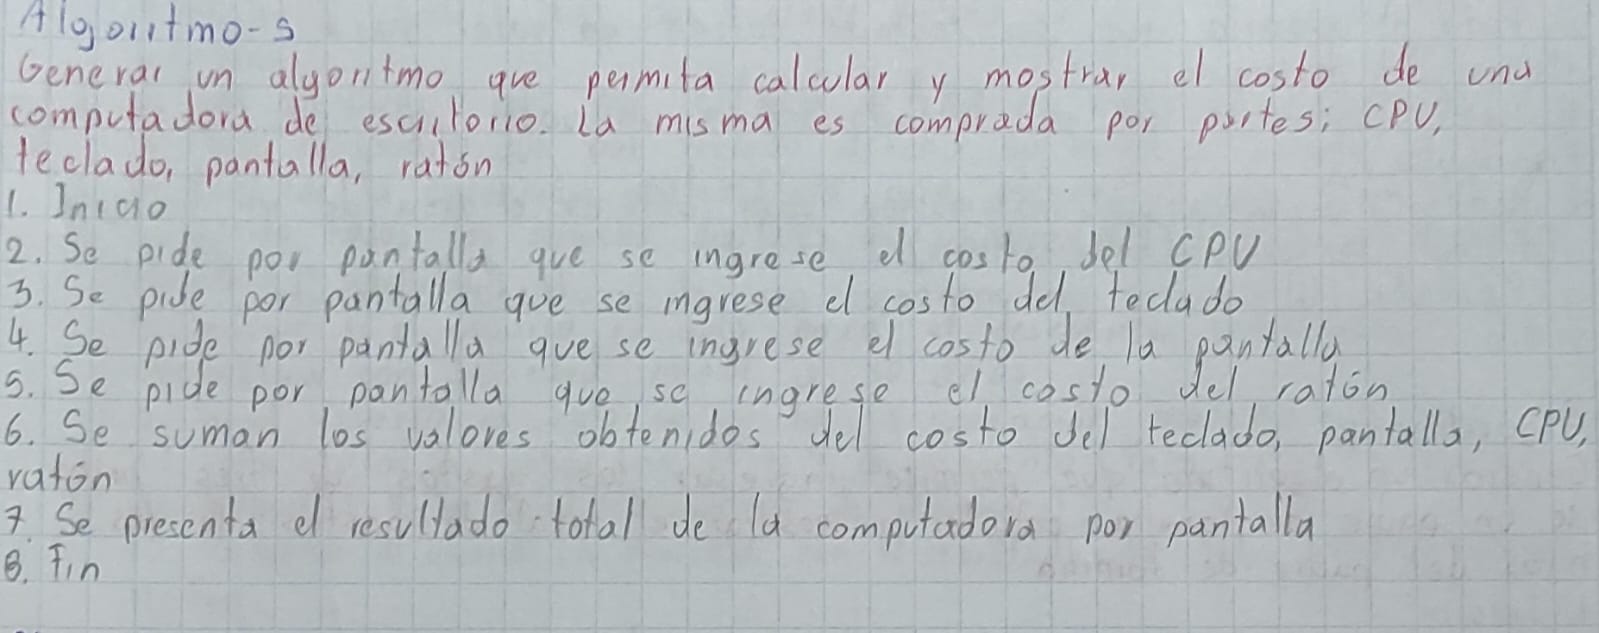 Algoritmo-s
Generar un algoritmo que permita calcular y mostrar el costo de una
computadora de escritorio. La misma es comprada por partes; CPU,
teclado, pantalla, ratón
1. Inicio
2. Se pide por pantalla que se ingrese el costo del CPU
3. Se pide por pantalla que se ingrese el costo del teclado
4. Se pide por pantalla que se ingrese el costo de la pantalla
5. Se pide por pantalla que se ingrese el costo del ratón
6. Se suman los valores obtenidos del costo del teclado, pantalla, CPU,
ratón
7. Se presenta el resultado total de la computadora por pantalla
8. Fin